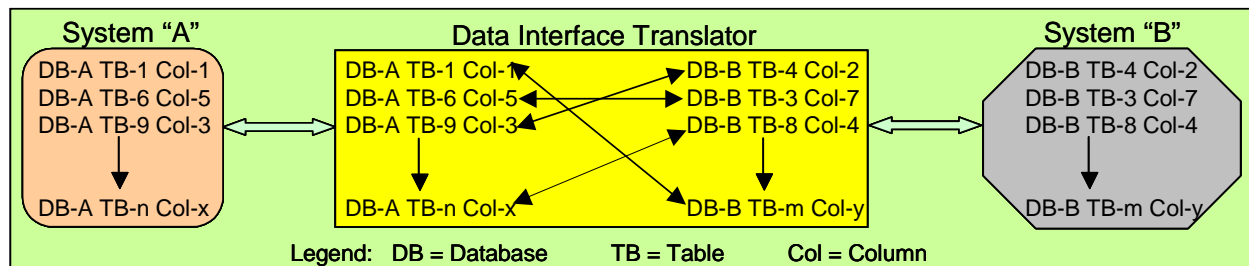 System “A”
DB-A TB-1 Col-1
DB-A TB-6 Col-5
DB-A TB-9 Col-3
DB-A TB-n Col-x
Data Interface Translator
DB-A TB-1 Col-1
DB-A TB-6 Col-5
DB-A TB-9 Col-3
DB-A TB-n Col-x
DB-B TB-4 Col-2
DB-B TB-3 Col-7
DB-B TB-8 Col-4
DB-B TB-m Col-y
System “B”
DB-B TB-4 Col-2
DB-B TB-3 Col-7
DB-B TB-8 Col-4
DB-B TB-m Col-y
Legend: DB = Database TB = Table Col = Column